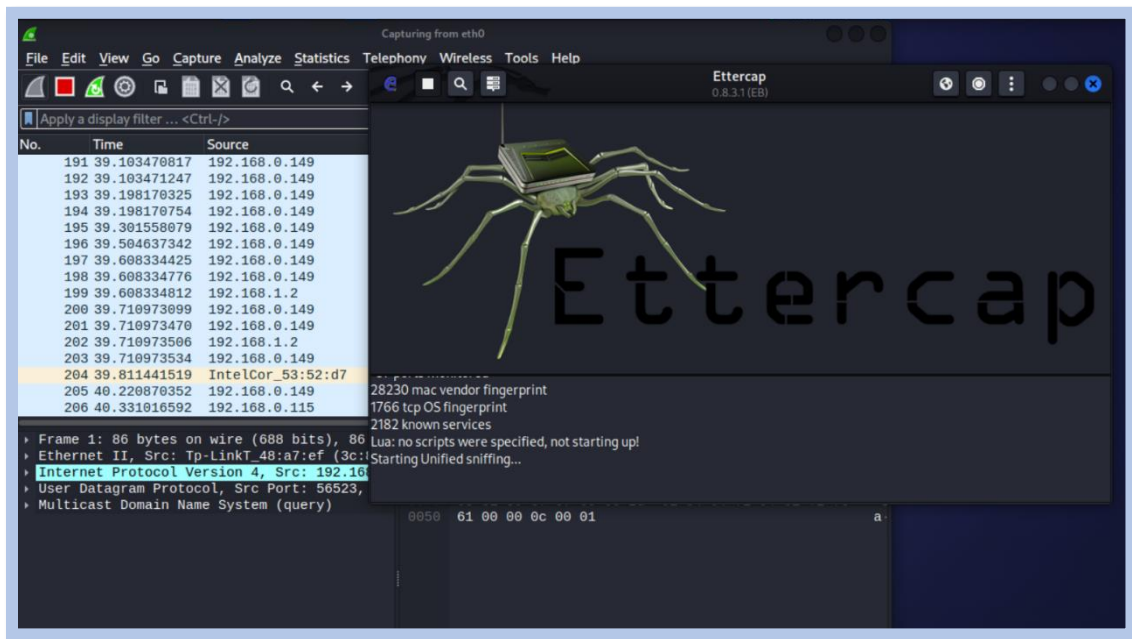 Capturing from eth0
File Edit View Go Capture Analyze Statistics Telephony Wireless Tools Help
Ettercap
0.8.3.1 (EB)
Apply a display filter ... <Ctrl-/>
No. Time Source
191 39.103470817 192.168.0.149
192 39.103471247 192.168.0.149
193 39.198170325 192.168.0.149
194 39.198170754 192.168.0.149
195 39.301558079 192.168.0.149
196 39.504637342 192.168.0.149
197 39.608334425 192.168.0.149
198 39.608334776 192.168.0.149
199 39.608334812 192.168.1.2
200 39.710973099 192.168.0.149
201 39.710973470 192.168.0.149
202 39.710973506 192.168.1.2
203 39.710973534 192.168.0.149
204 39.811441519 IntelCor_53:52:d7
205 40.220870352 192.168.0.149
206 40.331016592 192.168.0.115
Ettercap
28230 mac vendor fingerprint
1766 tcp OS fingerprint
2182 known services
Lua: no scripts were specified, not starting up!
Starting Unified sniffing...
Frame 1: 86 bytes on wire (688 bits), 86
Ethernet II, Src: Tp-LinkT_48:a7:ef (3c:
Internet Protocol Version 4, Src: 192.16
User Datagram Protocol, Src Port: 56523,
Multicast Domain Name System (query)
0050 61 00 00 0c 00 01 a·